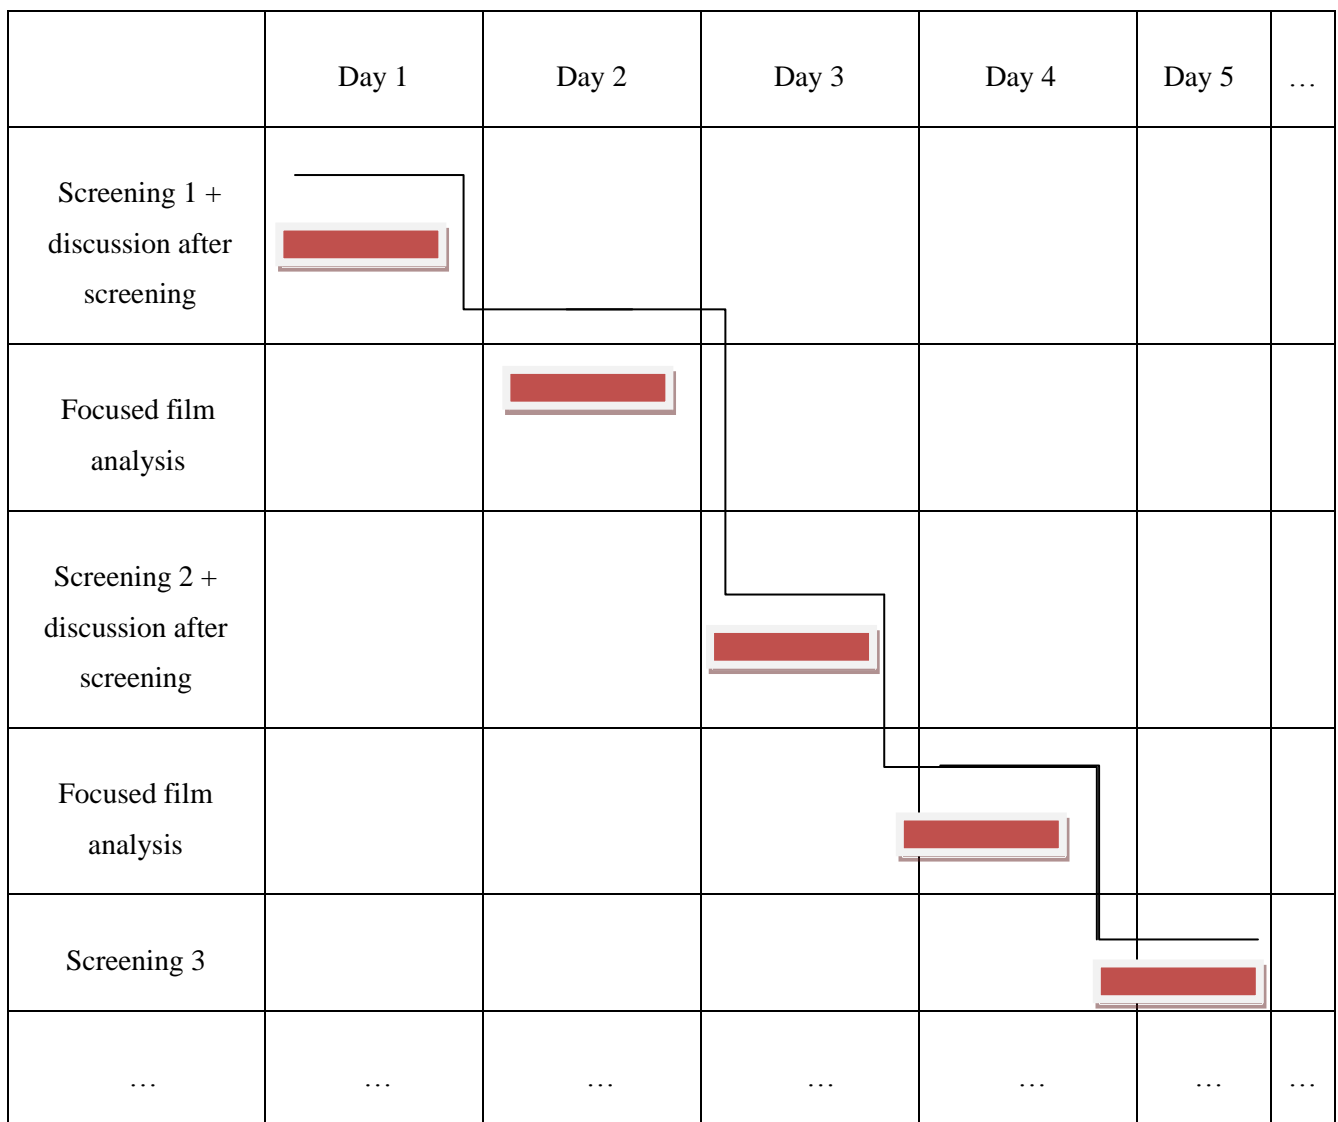 Day 1 Day 2 Day 3 Day 4 Day 5 …
Screening 1 +
discussion after
screening
Focused film
analysis
Screening 2 +
discussion after
screening
Focused film
analysis
Screening 3
… … … … … … …